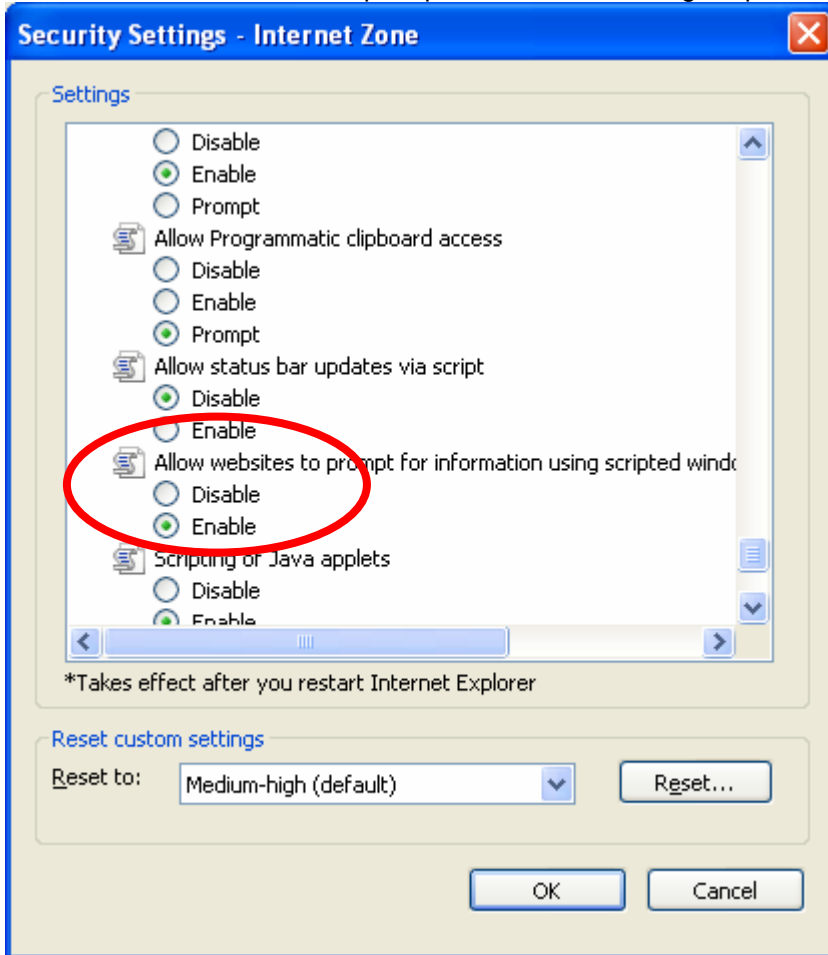 Security Settings - Internet Zone
Settings
Disable
Enable
Prompt
Allow Programmatic clipboard access
Disable
Enable
Prompt
Allow status bar updates via script
Disable
Enable
Allow websites to prompt for information using scripted windo
Disable
Enable
Scripting of Java applets
Disable
Enable
*Takes effect after you restart Internet Explorer
Reset custom settings
Reset to: Medium-high (default) Reset...
OK Cancel